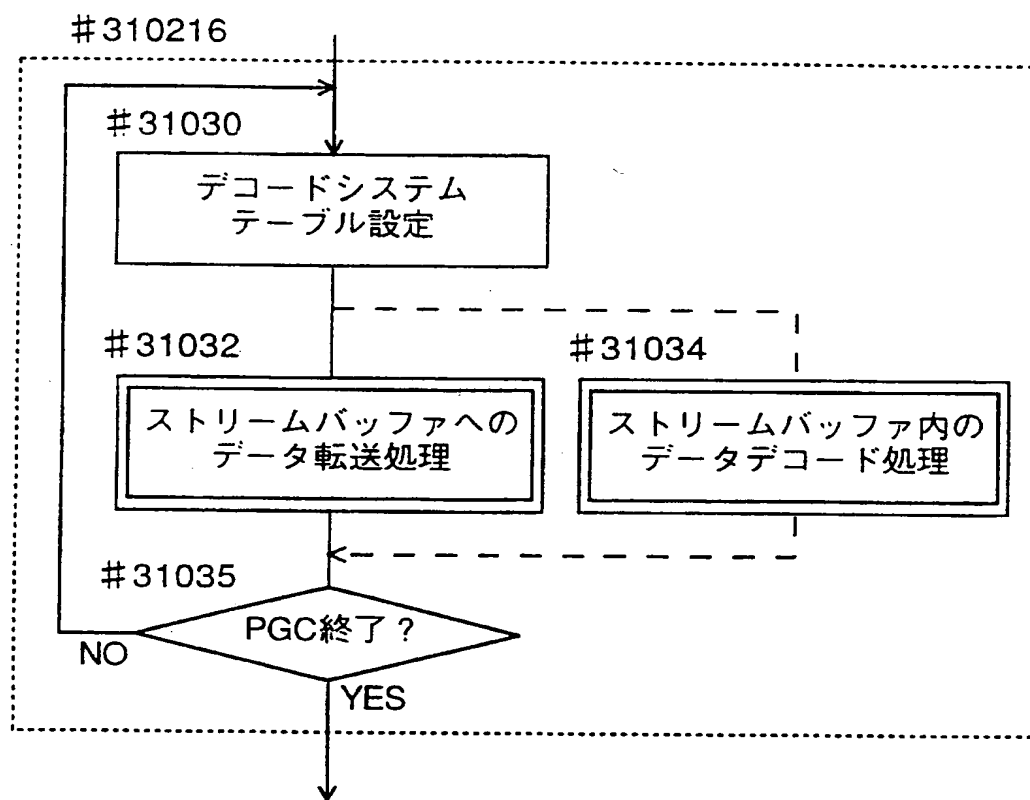 #310216
#31030
デコードシステム
テーブル設定
#31032
#31034
ストリームバッファへの
データ転送処理
ストリームバッファ内の
データデコード処理
#31035
PGC終了？
NO
YES